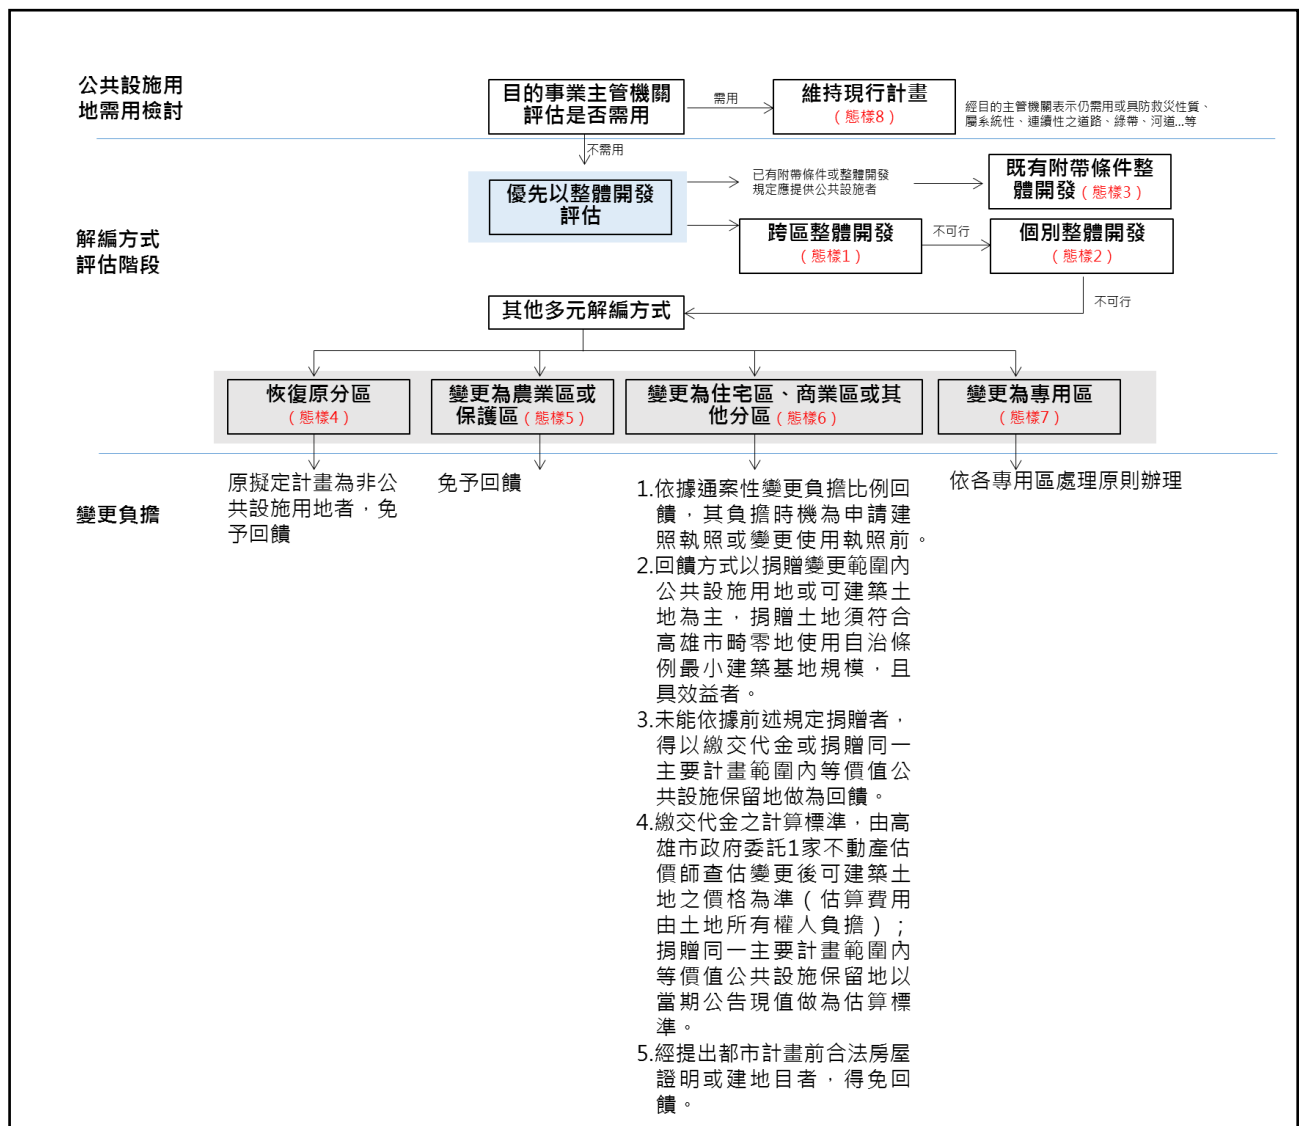 公共設施用
地需用檢討
目的事業主管機關
評估是否需用
需用
維持現行計畫
（態樣8）
經目的主管機關表示仍需用或具防救災性質、
屬系統性、連續性之道路、綠帶、河道...等
不需用
解編方式
評估階段
優先以整體開發
評估
已有附帶條件或整體開發
規定應提供公共設施者
既有附帶條件整
體開發（態樣3）
跨區整體開發
（態樣1）
不可行
個別整體開發
（態樣2）
不可行
其他多元解編方式
恢復原分區
（態樣4）
變更為農業區或
保護區（態樣5）
變更為住宅區、商業區或其
他分區（態樣6）
變更為專用區
（態樣7）
變更負擔
原擬定計畫為非公
共設施用地者，免
予回饋
免予回饋
1.依據通案性變更負擔比例回
饋，其負擔時機為申請建
照執照或變更使用執照前。
2.回饋方式以捐贈變更範圍內
公共設施用地或可建築土
地為主，捐贈土地須符合
高雄市畸零地使用自治條
例最小建築基地規模，且
具效益者。
3.未能依據前述規定捐贈者，
得以繳交代金或捐贈同一
主要計畫範圍內等價值公
共設施保留地做為回饋。
4.繳交代金之計算標準，由高
雄市政府委託1家不動產估
價師查估變更後可建築土
地之價格為準（估算費用
由土地所有權人負擔）；
捐贈同一主要計畫範圍內
等價值公共設施保留地以
當期公告現值做為估算標
準。
5.經提出都市計畫前合法房屋
證明或建地目者，得免回
饋。
依各專用區處理原則辦理